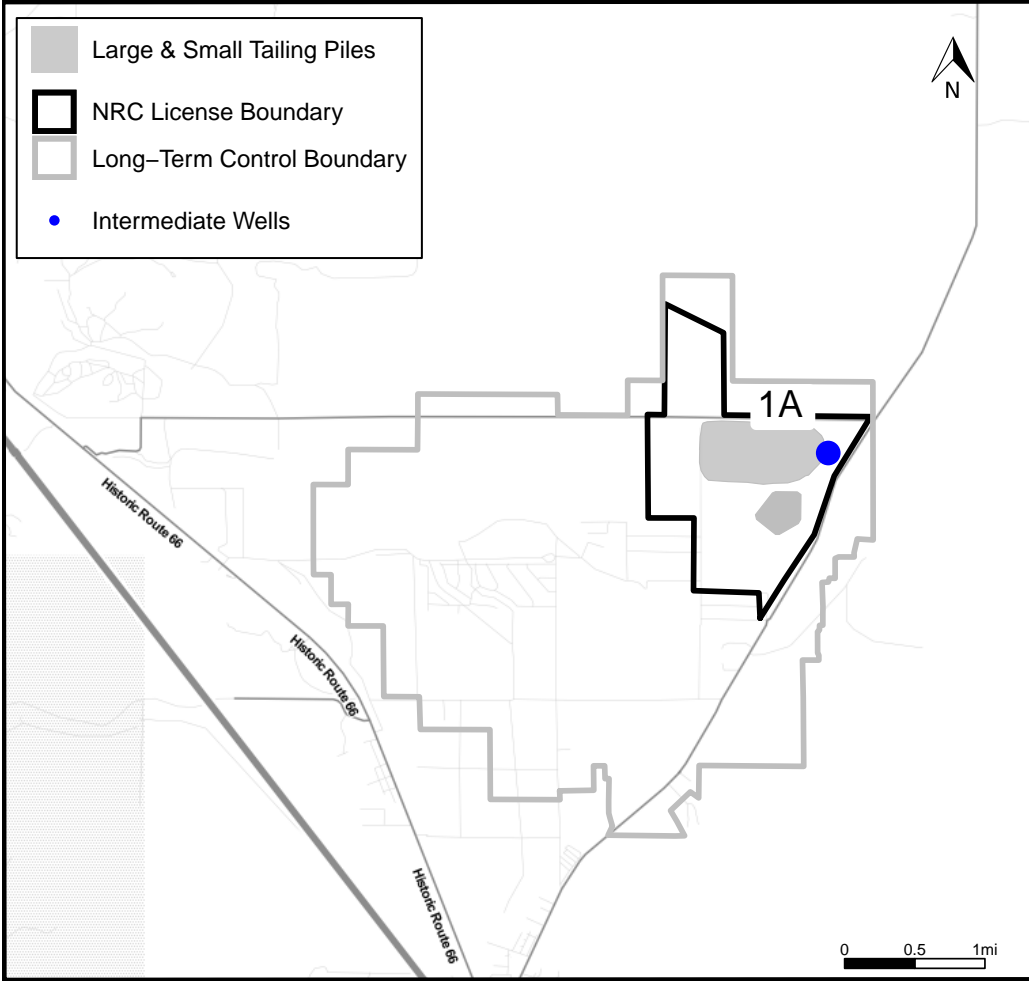 Large & Small Tailing Piles
NRC License Boundary
Long−Term Control Boundary
Intermediate Wells
N
1A
Historic Route 66
Historic Route 66
Historic Route 66
0 0.5 1mi